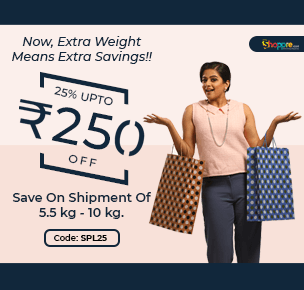 Now, Extra Weight
Means Extra Savings!!
Shoppre.com
25% UPTO
₹250
OFF
Save On Shipment Of
5.5 kg - 10 kg.
Code: SPL25